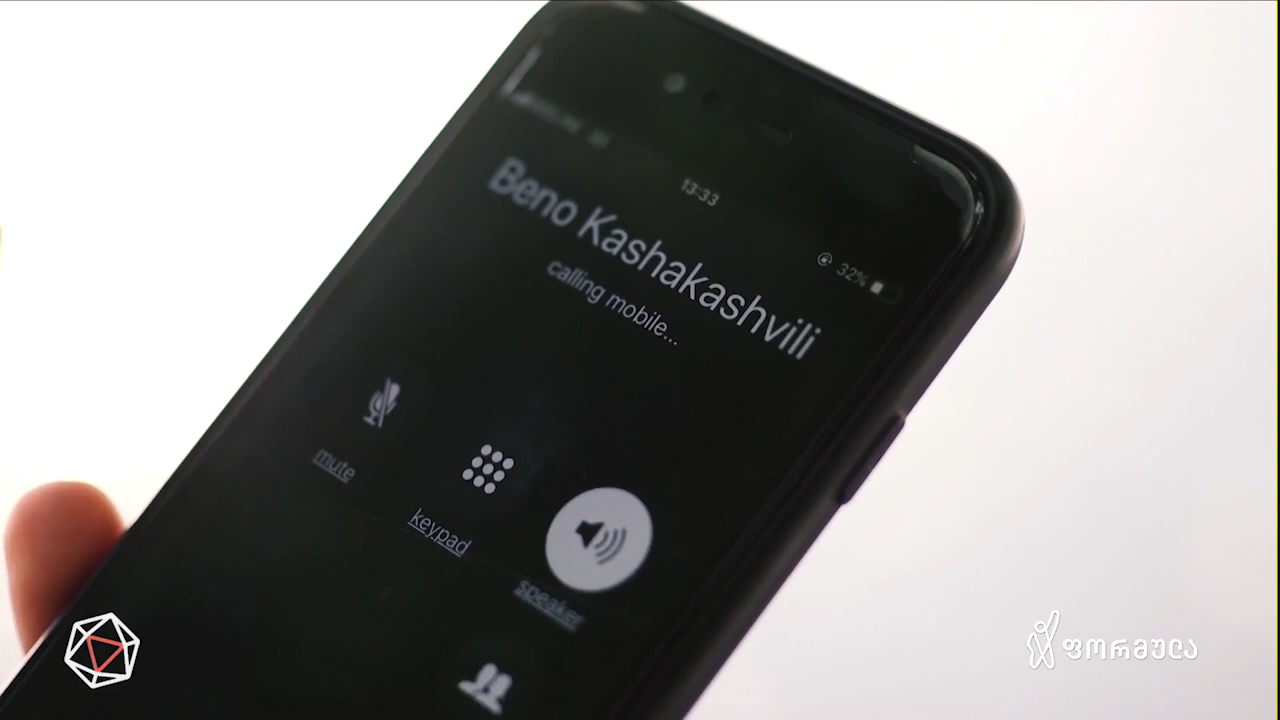 13:33
32%
Beno Kashakashvili
calling mobile...
mute
keypad
speaker
ფორმულა